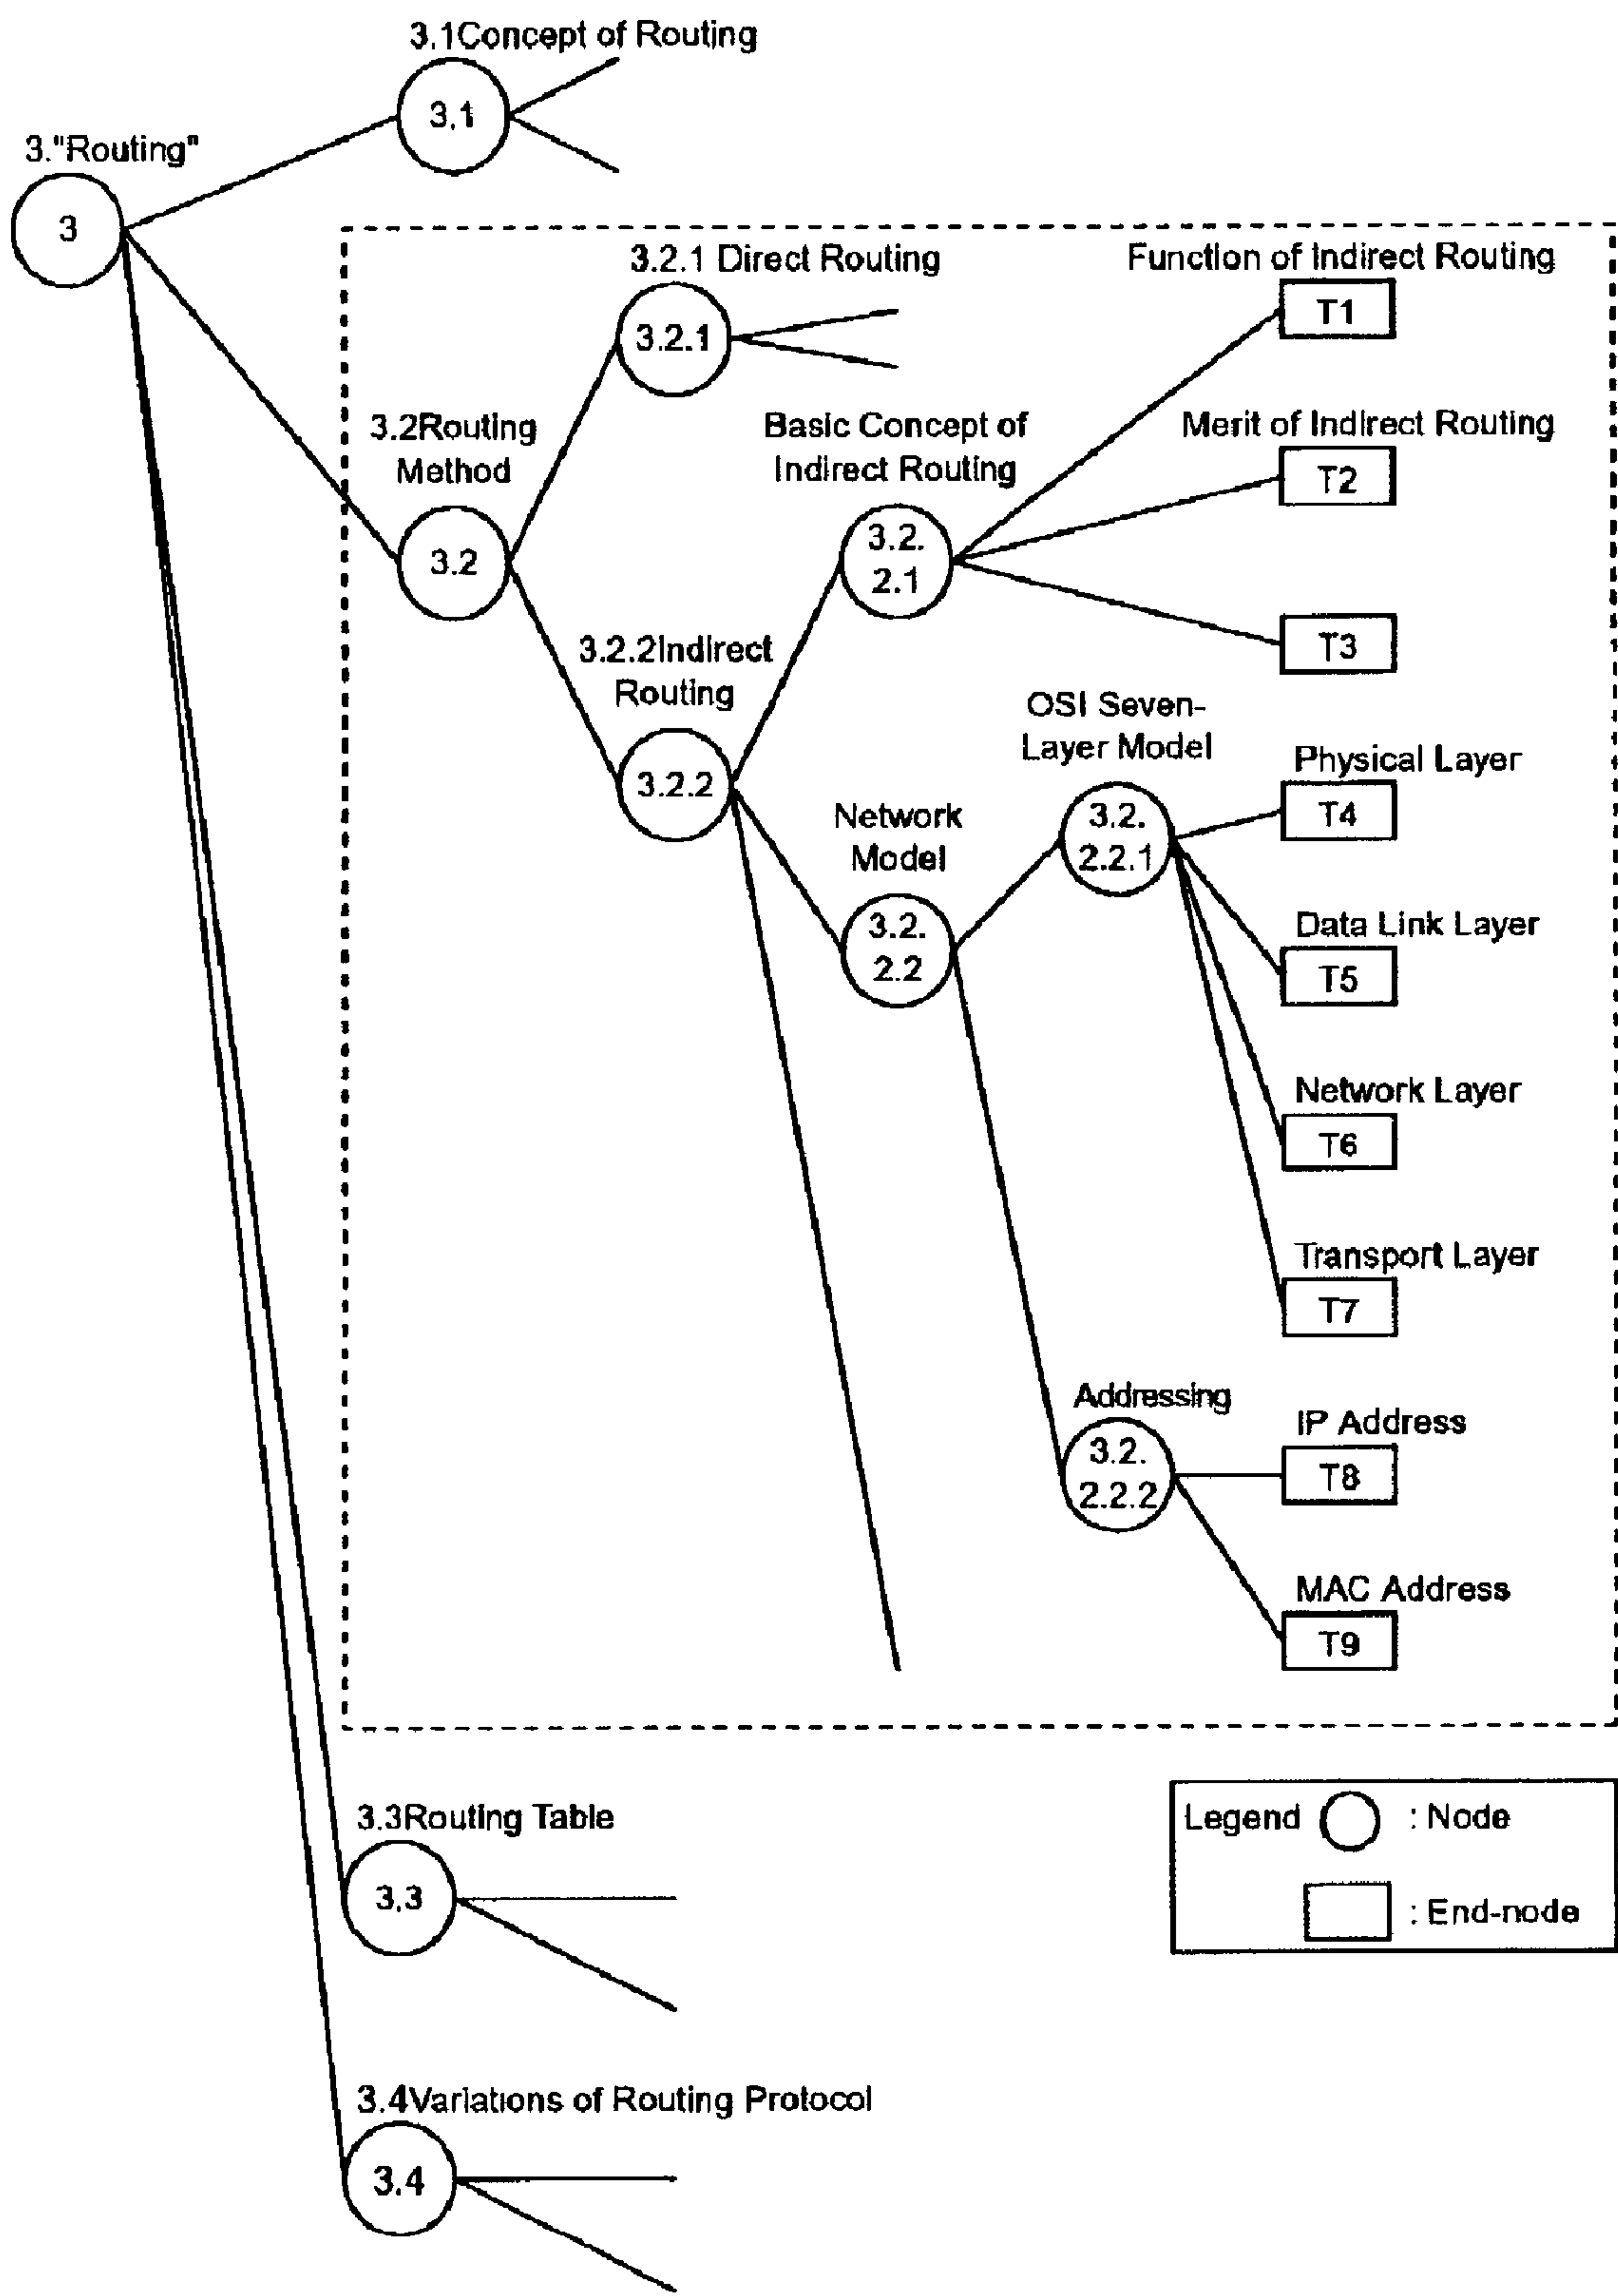 3.1Concept of Routing
3.1
3."Routing"
3
3.2.1 Direct Routing
3.2.1
Function of Indirect Routing
T1
3.2Routing
Method
3.2
Basic Concept of
Indirect Routing
3.2.
2.1
Merit of Indirect Routing
T2
T3
3.2.2Indirect
Routing
3.2.2
OSI Seven-
Layer Model
3.2.
2.2.1
Physical Layer
T4
Network
Model
3.2.
2.2
Data Link Layer
T5
Network Layer
T6
Transport Layer
T7
Addressing
3.2.
2.2.2
IP Address
T8
MAC Address
T9
3.3Routing Table
3.3
Legend : Node
: End-node
3.4Variations of Routing Protocol
3.4